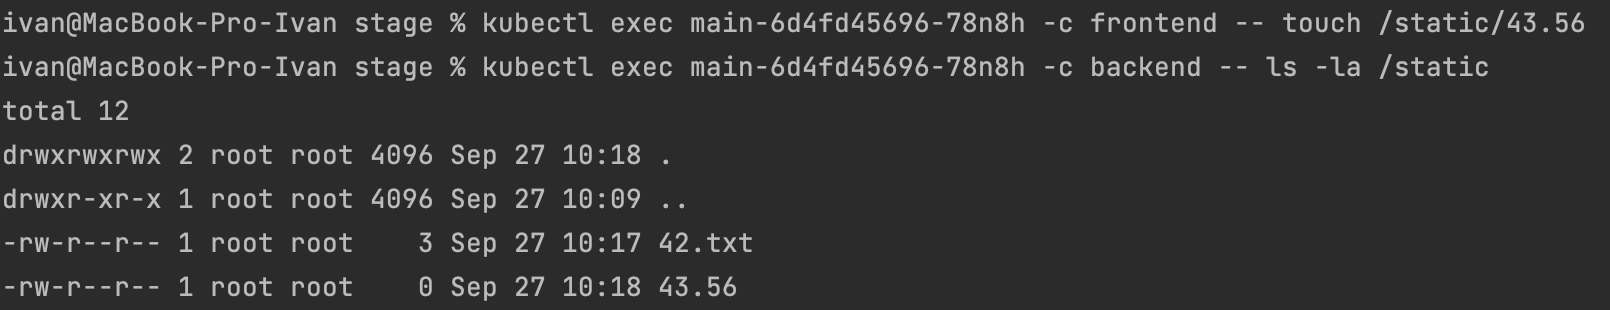 ivan@MacBook-Pro-Ivan stage % kubectl exec main-6d4fd45696-78n8h -c frontend -- touch /static/43.56
ivan@MacBook-Pro-Ivan stage % kubectl exec main-6d4fd45696-78n8h -c backend -- ls -la /static
total 12
drwxrwxrwx 2 root root 4096 Sep 27 10:18 .
drwxr-xr-x 1 root root 4096 Sep 27 10:09 ..
-rw-r--r-- 1 root root    3 Sep 27 10:17 42.txt
-rw-r--r-- 1 root root    0 Sep 27 10:18 43.56